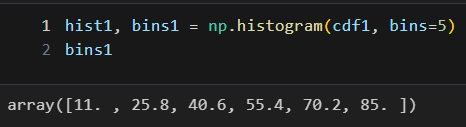 1 hist1, bins1 = np.histogram(cdf1, bins=5)
2 bins1
array([11. , 25.8, 40.6, 55.4, 70.2, 85. ])